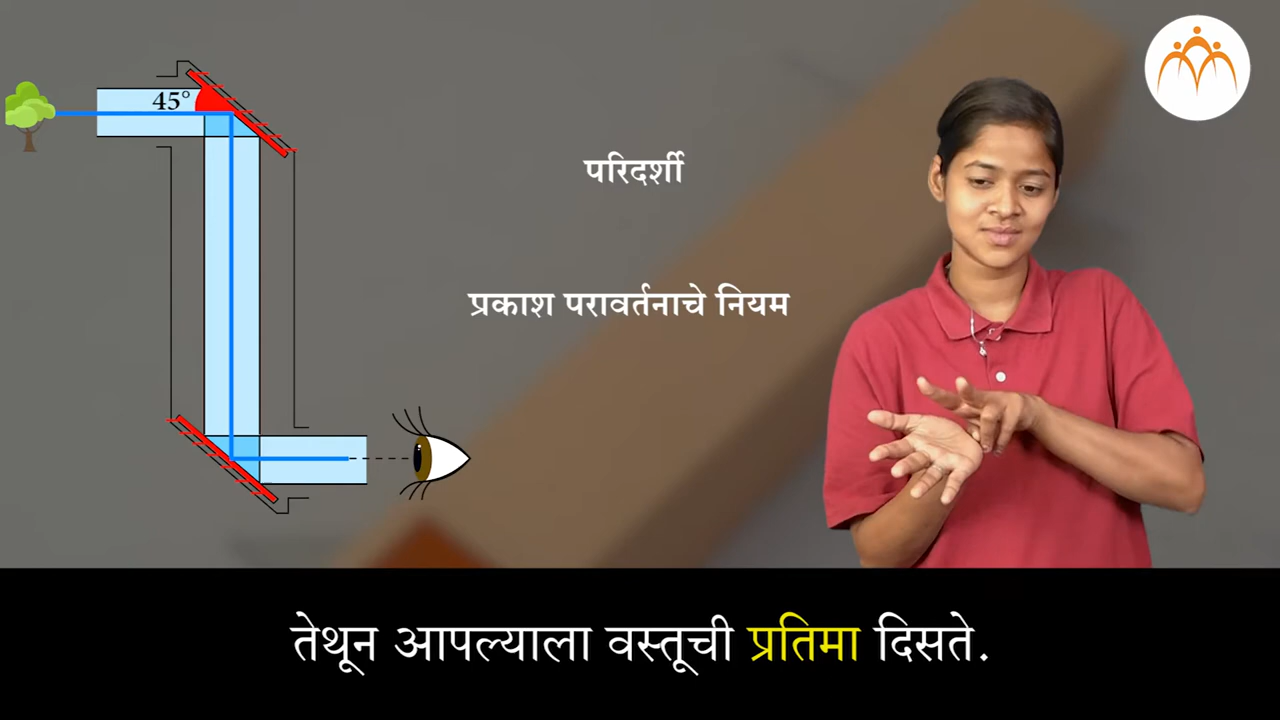 45°
परिदर्शी
प्रकाश परावर्तनाचे नियम
तेथून आपल्याला वस्तूची प्रतिमा दिसते.